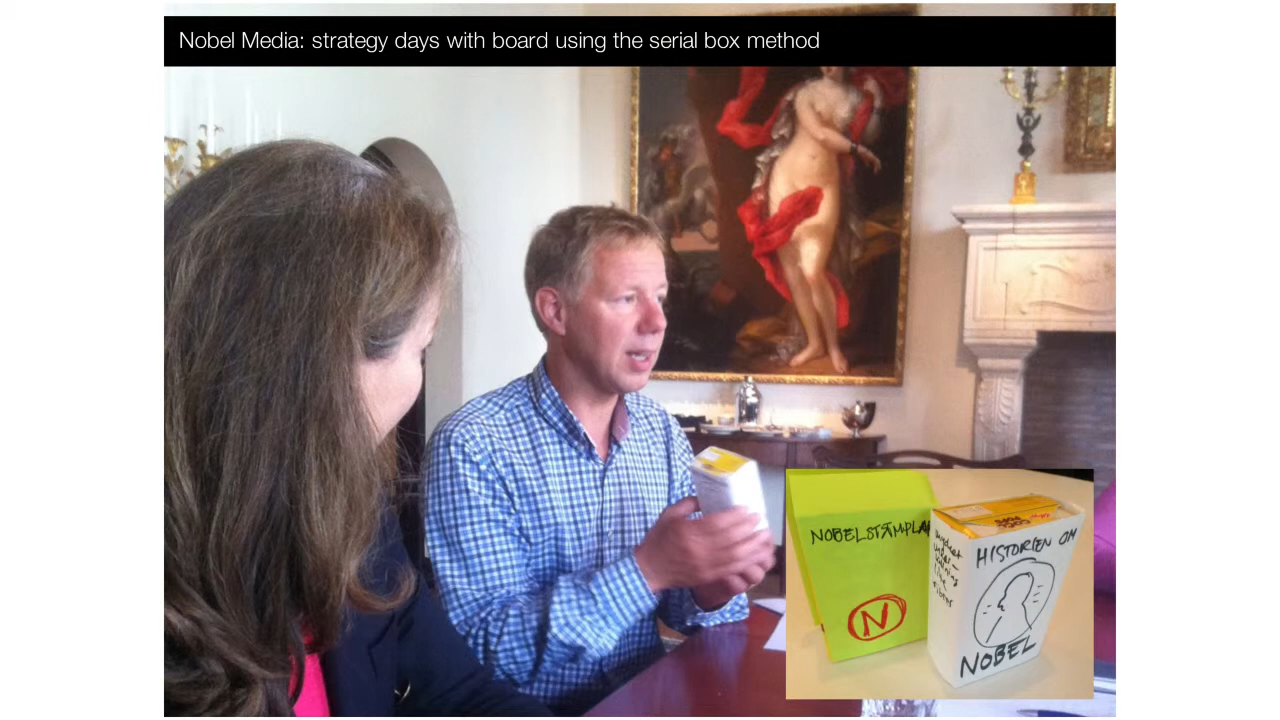 Nobel Media: strategy days with board using the serial box method
NOBELSTÄMPLA
N
HISTORIEN OM
NOBEL